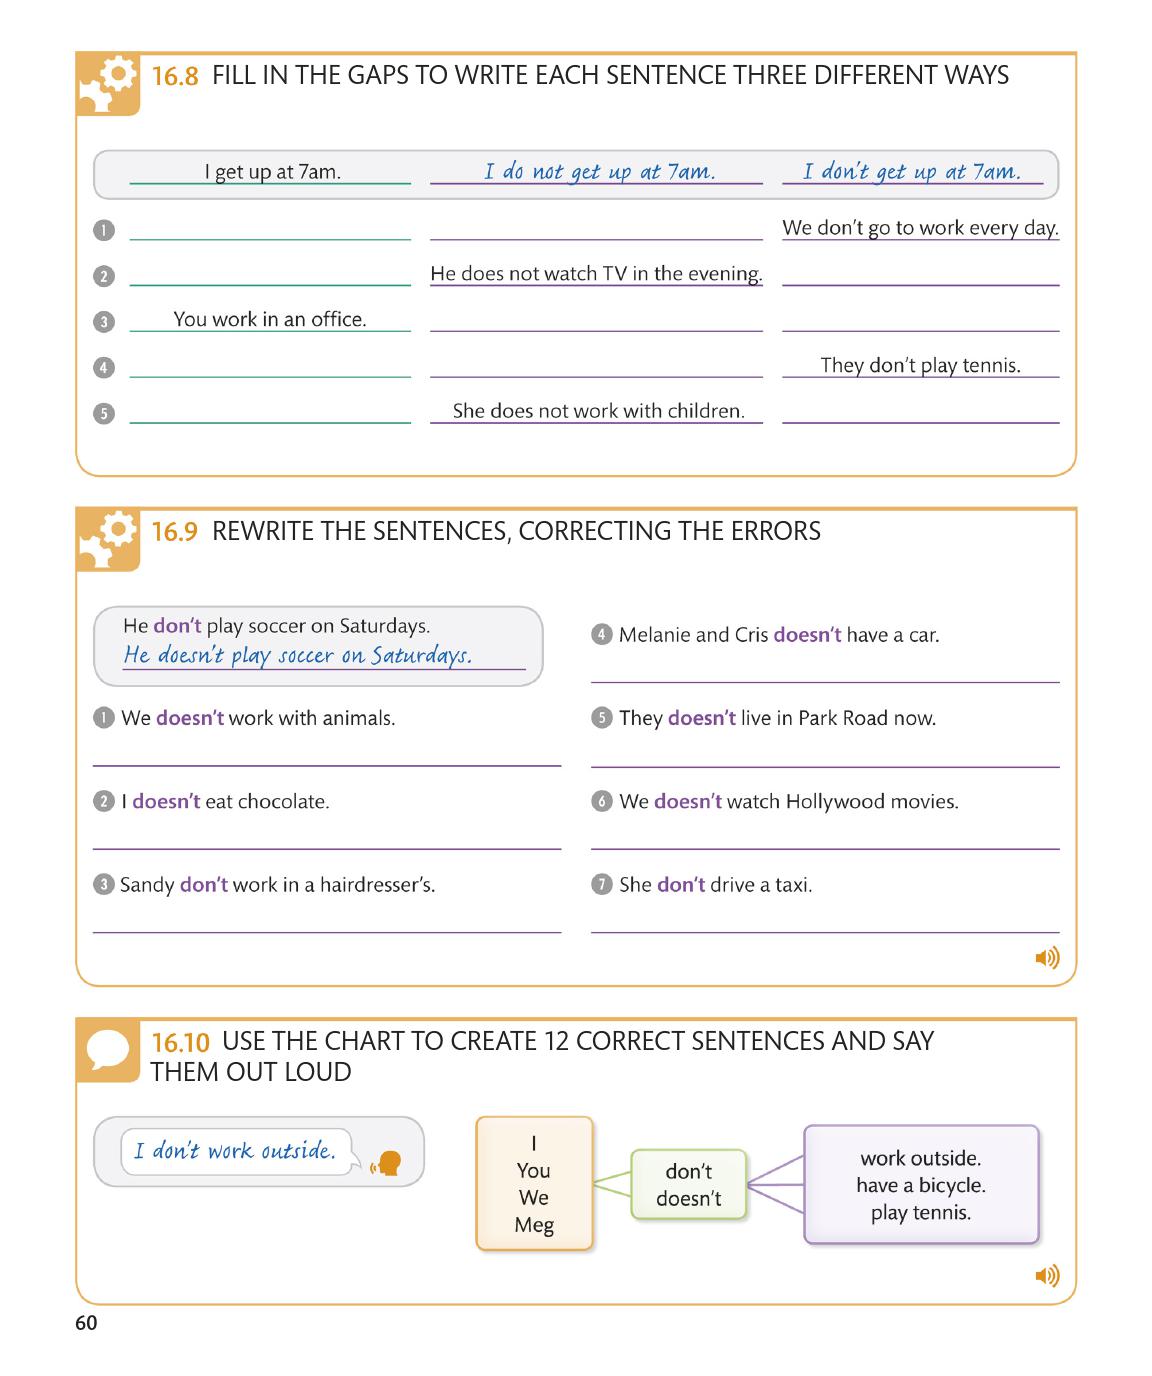 16.8 FILL IN THE GAPS TO WRITE EACH SENTENCE THREE DIFFERENT WAYS
I get up at 7am. I do not get up at 7am. I don't get up at 7am.
1 We don't go to work every day.
2 He does not watch TV in the evening.
3 You work in an office.
4 They don't play tennis.
5 She does not work with children.
16.9 REWRITE THE SENTENCES, CORRECTING THE ERRORS
He don't play soccer on Saturdays.
He doesn't play soccer on Saturdays.
1 We doesn't work with animals.
2 I doesn't eat chocolate.
3 Sandy don't work in a hairdresser's.
4 Melanie and Cris doesn't have a car.
5 They doesn't live in Park Road now.
6 We doesn't watch Hollywood movies.
7 She don't drive a taxi.
16.10 USE THE CHART TO CREATE 12 CORRECT SENTENCES AND SAY
THEM OUT LOUD
I don't work outside.
I
You
We
Meg
don't
doesn't
work outside.
have a bicycle.
play tennis.
60